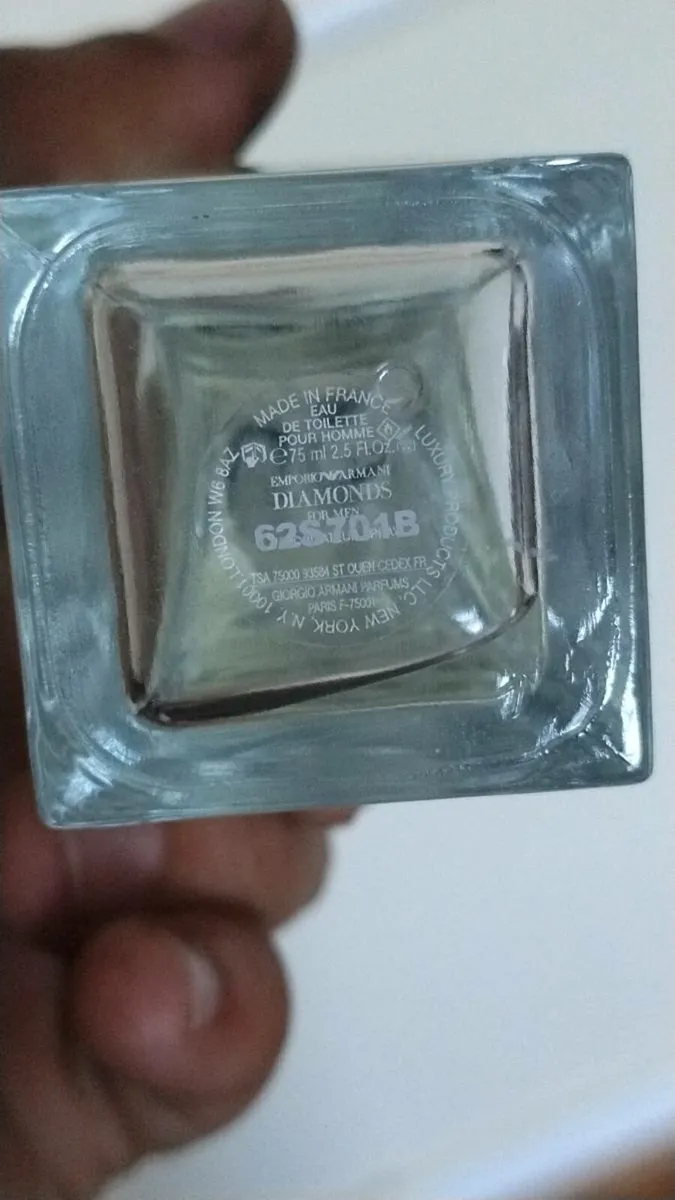 MADE IN FRANCE
EAU
DE TOILETTE
POUR HOMME
℮75 ml 2.5 Fl.Oz.
EMPORIO ARMANI
DIAMONDS
FOR MEN
62S701B
TSA 75000 93584 ST OUEN CEDEX FR
GIORGIO ARMANI PARFUMS
PARIS F-75001
LUXURY PRODUCTS LLC, NEW YORK, N.Y. 10001 LONDON W6 8AZ